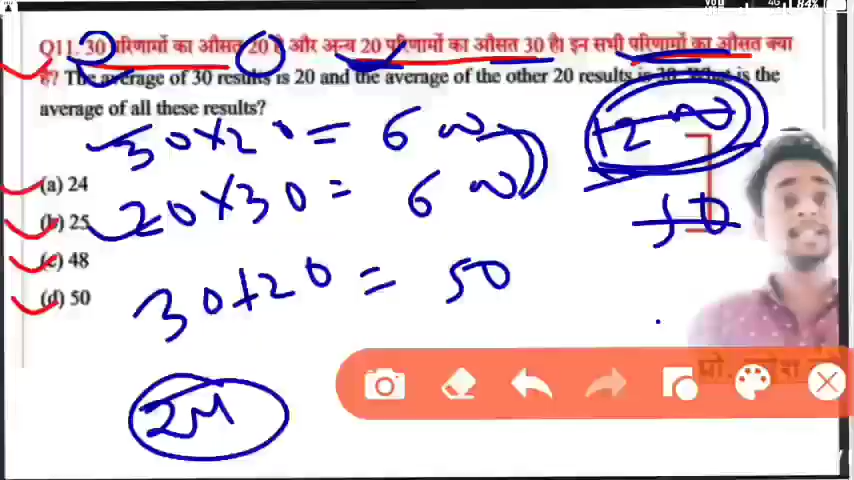 Q11. 30 परिणामों का औसत 20 है और अन्य 20 परिणामों का औसत 30 है। इन सभी परिणामों का औसत क्या
है? The average of 30 results is 20 and the average of the other 20 results is 30. What is the
average of all these results?
30×20= 600
1200
(a) 24
20×30= 600
50
(b) 25
(c) 48
30+20= 50
(d) 50
24